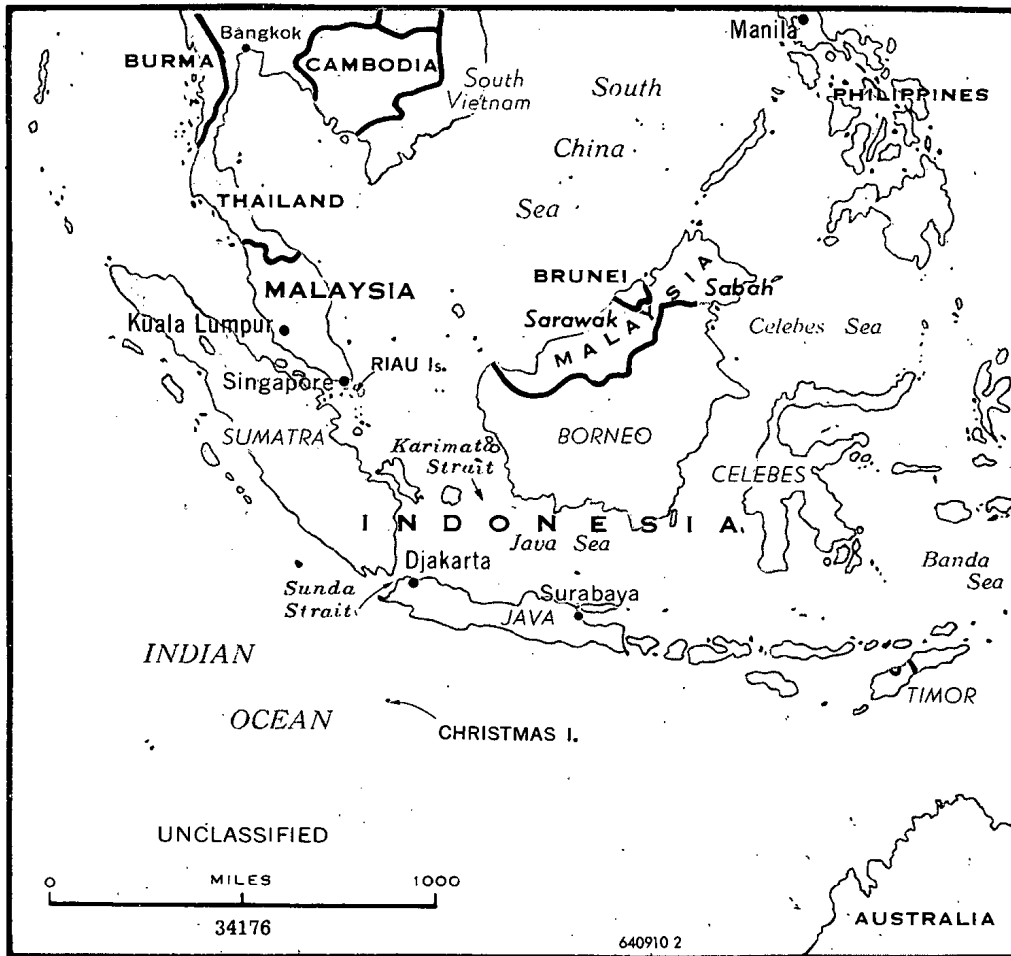 Manila
Bangkok
BURMA
CAMBODIA
South
Vietnam
South
China
Sea
PHILIPPINES
THAILAND
MALAYSIA
BRUNEI
Sabah
Sarawak
MALAYSIA
Celebes Sea
Kuala Lumpur
RIAU Is.
Singapore
SUMATRA
Karimata
Strait
BORNEO
CELEBES
INDONESIA
Java Sea
Djakarta
Sunda
Strait
Surabaya
JAVA
Banda
Sea
INDIAN
OCEAN
TIMOR
CHRISTMAS I.
UNCLASSIFIED
0 MILES 1000
34176
AUSTRALIA
640910 2